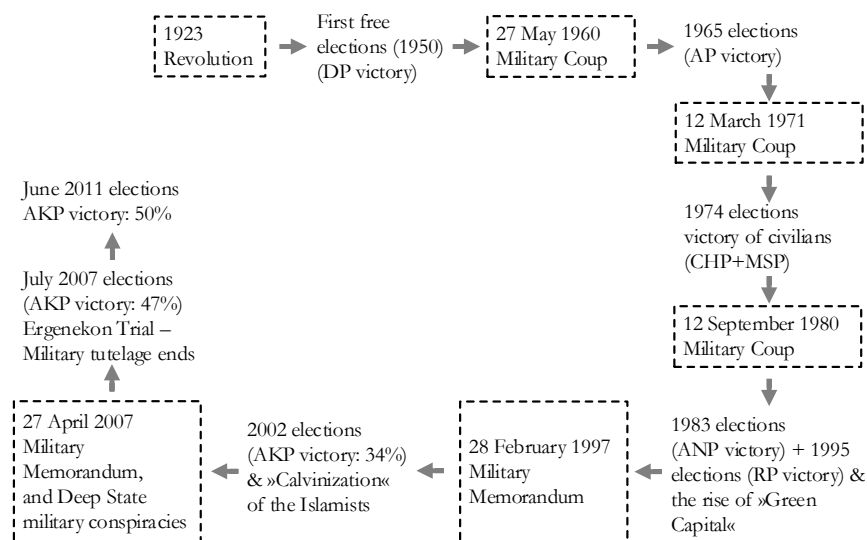 1923
Revolution
First free
elections (1950)
(DP victory)
27 May 1960
Military Coup
1965 elections
(AP victory)
12 March 1971
Military Coup
1974 elections
victory of civilians
(CHP+MSP)
12 September 1980
Military Coup
1983 elections
(ANP victory) + 1995
elections (RP victory) &
the rise of »Green
Capital«
28 February 1997
Military
Memorandum
2002 elections
(AKP victory: 34%)
& »Calvinization«
of the Islamists
27 April 2007
Military
Memorandum,
and Deep State
military conspiracies
July 2007 elections
(AKP victory: 47%)
Ergenekon Trial –
Military tutelage ends
June 2011 elections
AKP victory: 50%